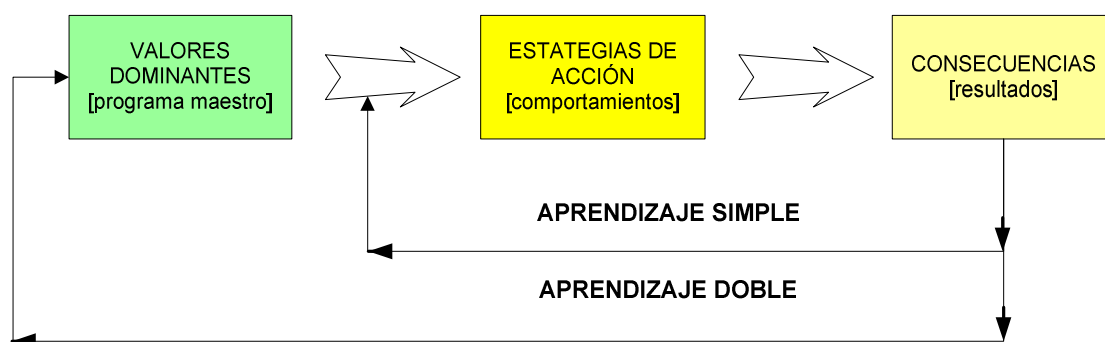 VALORES
DOMINANTES
[programa maestro]
ESTATEGIAS DE
ACCIÓN
[comportamientos]
CONSECUENCIAS
[resultados]
APRENDIZAJE SIMPLE
APRENDIZAJE DOBLE